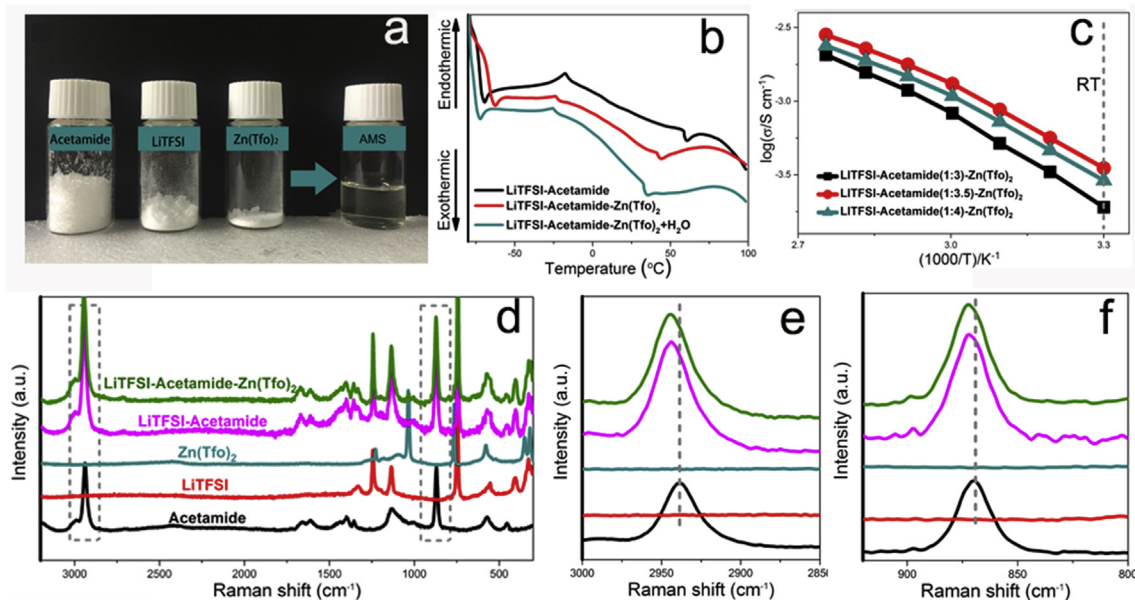 a
Acetamide
LiTFSI
Zn(Tfo)₂
AMS
b
Endothermic
Exothermic
LiTFSI-Acetamide
LiTFSI-Acetamide-Zn(Tfo)₂
LiTFSI-Acetamide-Zn(Tfo)₂+H₂O
-50
0
50
100
Temperature (°C)
c
-2.5
-3.0
-3.5
log(σ/S cm⁻¹)
RT
LITFSI-Acetamide(1:3)-Zn(Tfo)₂
LITFSI-Acetamide(1:3.5)-Zn(Tfo)₂
LITFSI-Acetamide(1:4)-Zn(Tfo)₂
2.7
3.0
3.3
(1000/T)/K⁻¹
d
Intensity (a.u.)
LiTFSI-Acetamide-Zn(Tfo)₂
LiTFSI-Acetamide
Zn(Tfo)₂
LiTFSI
Acetamide
3000
2500
2000
1500
1000
500
Raman shift (cm⁻¹)
e
Intensity (a.u.)
3000
2950
2900
2850
Raman shift (cm⁻¹)
f
Intensity (a.u.)
900
850
800
Raman shift (cm⁻¹)